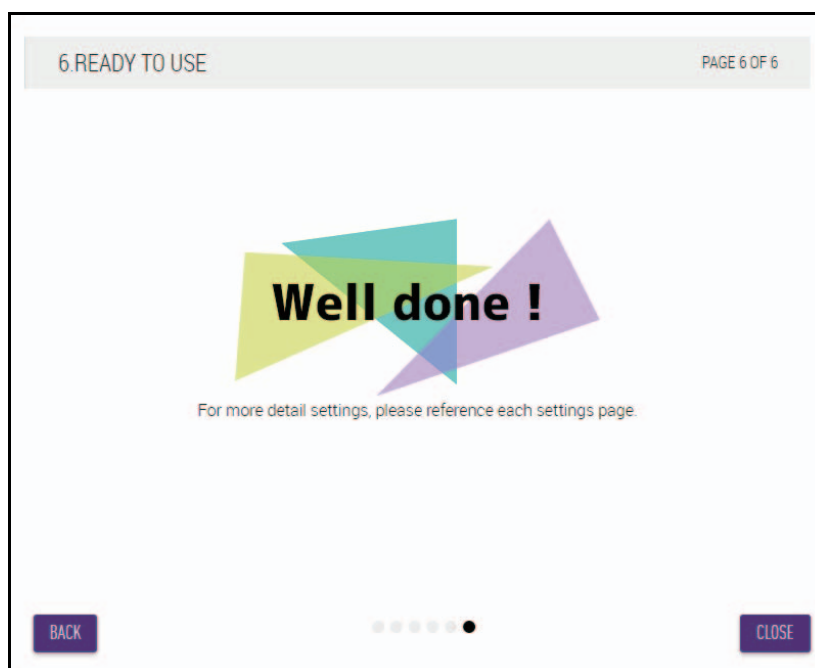 6.READY TO USE
PAGE 6 OF 6
Well done !
For more detail settings, please reference each settings page.
BACK
CLOSE